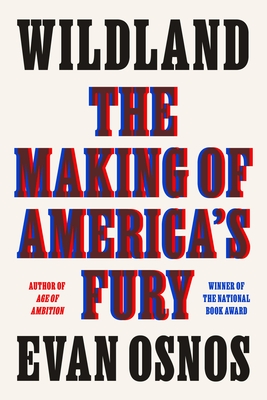 WILDLAND
THE
MAKING OF
AMERICA'S
FURY
AUTHOR OF
AGE OF
AMBITION
WINNER OF
THE NATIONAL
BOOK AWARD
EVAN OSNOS